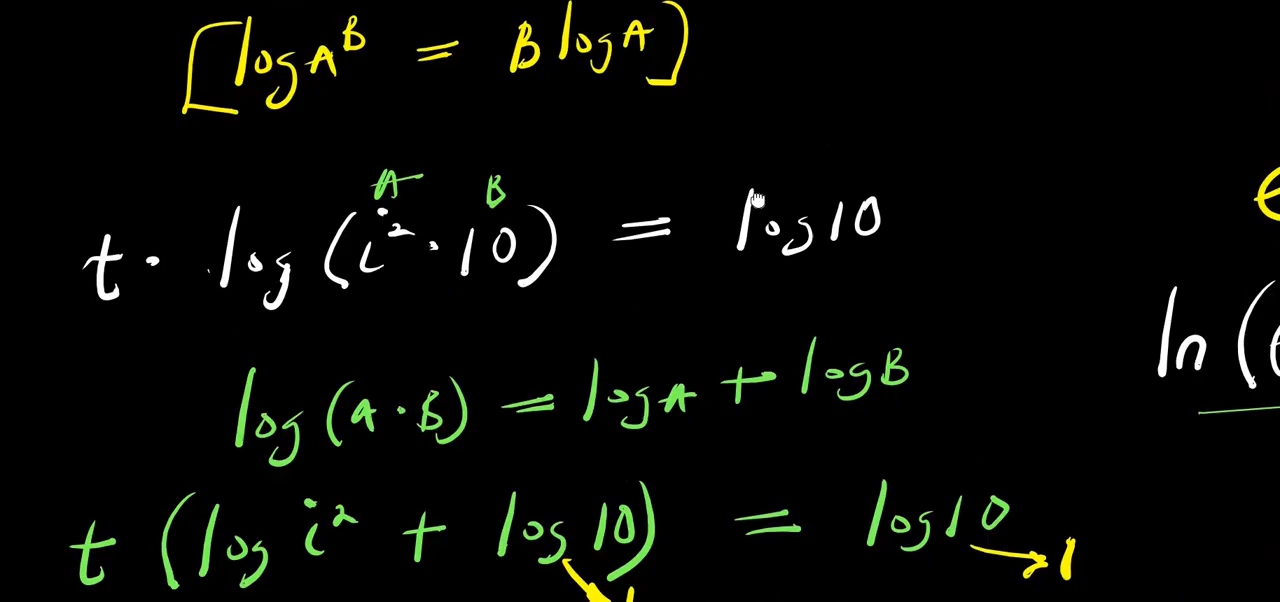 [log A^B = B log A]
A B
t · log (i² · 10) = log 10
ln (
log (A · B) = log A + log B
t (log i² + log 10) = log 10 → 1